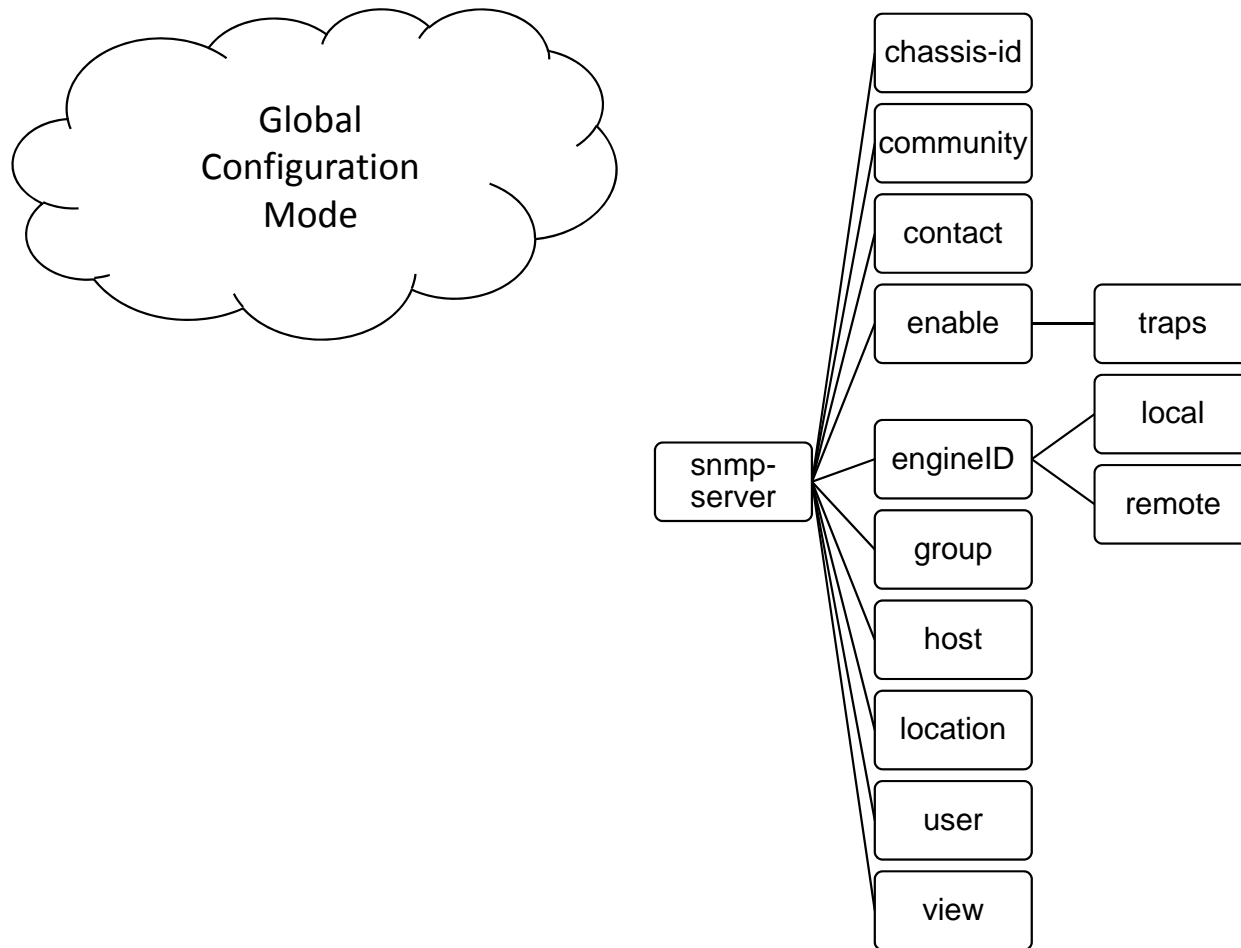 Global
Configuration
Mode
chassis-id
community
contact
enable
traps
local
snmp-
server
engineID
remote
group
host
location
user
view